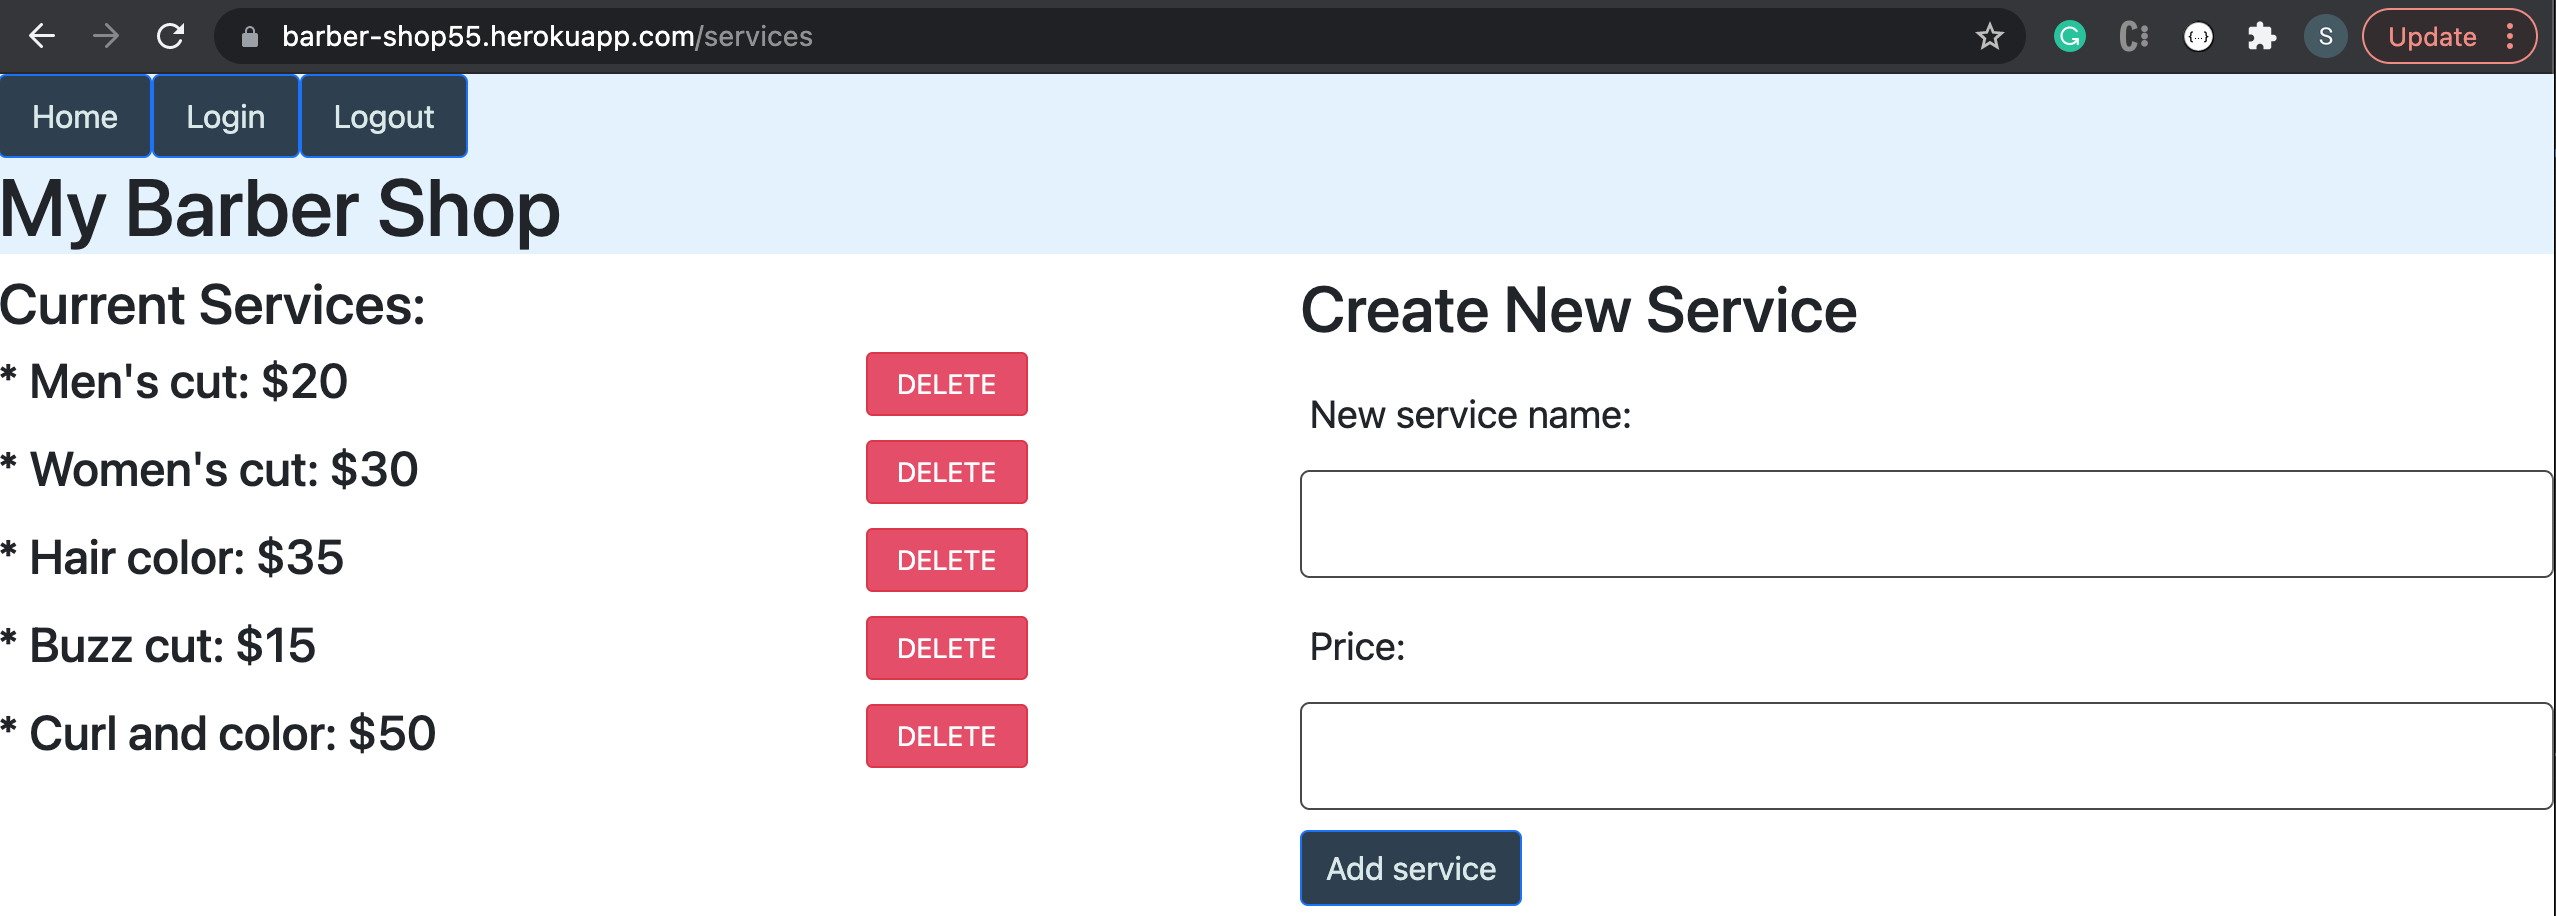 barber-shop55.herokuapp.com/services
S
Update
Home Login Logout
My Barber Shop
Current Services:
* Men's cut: $20 DELETE
* Women's cut: $30 DELETE
* Hair color: $35 DELETE
* Buzz cut: $15 DELETE
* Curl and color: $50 DELETE
Create New Service
New service name:
Price:
Add service